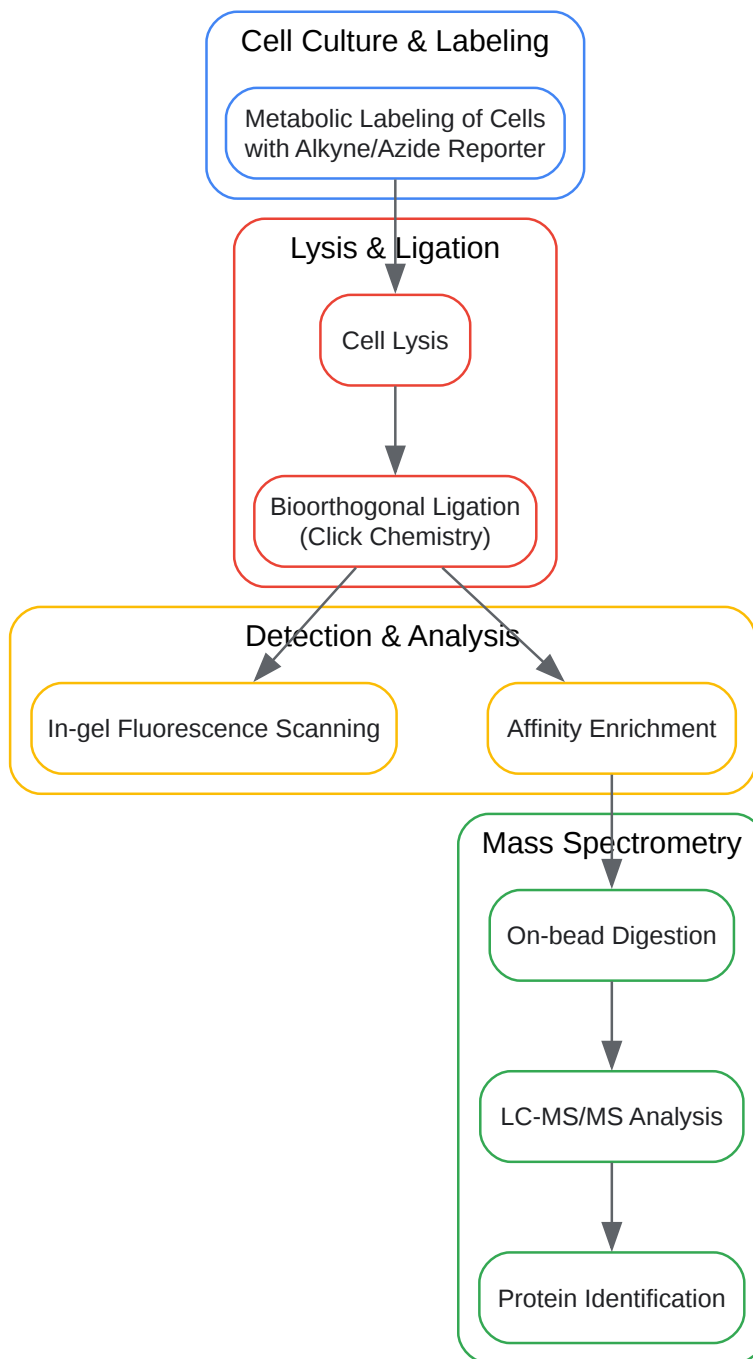 Cell Culture & Labeling
Metabolic Labeling of Cells
with Alkyne/Azide Reporter
Lysis & Ligation
Cell Lysis
Bioorthogonal Ligation
(Click Chemistry)
Detection & Analysis
In-gel Fluorescence Scanning
Affinity Enrichment
Mass Spectrometry
On-bead Digestion
LC-MS/MS Analysis
Protein Identification